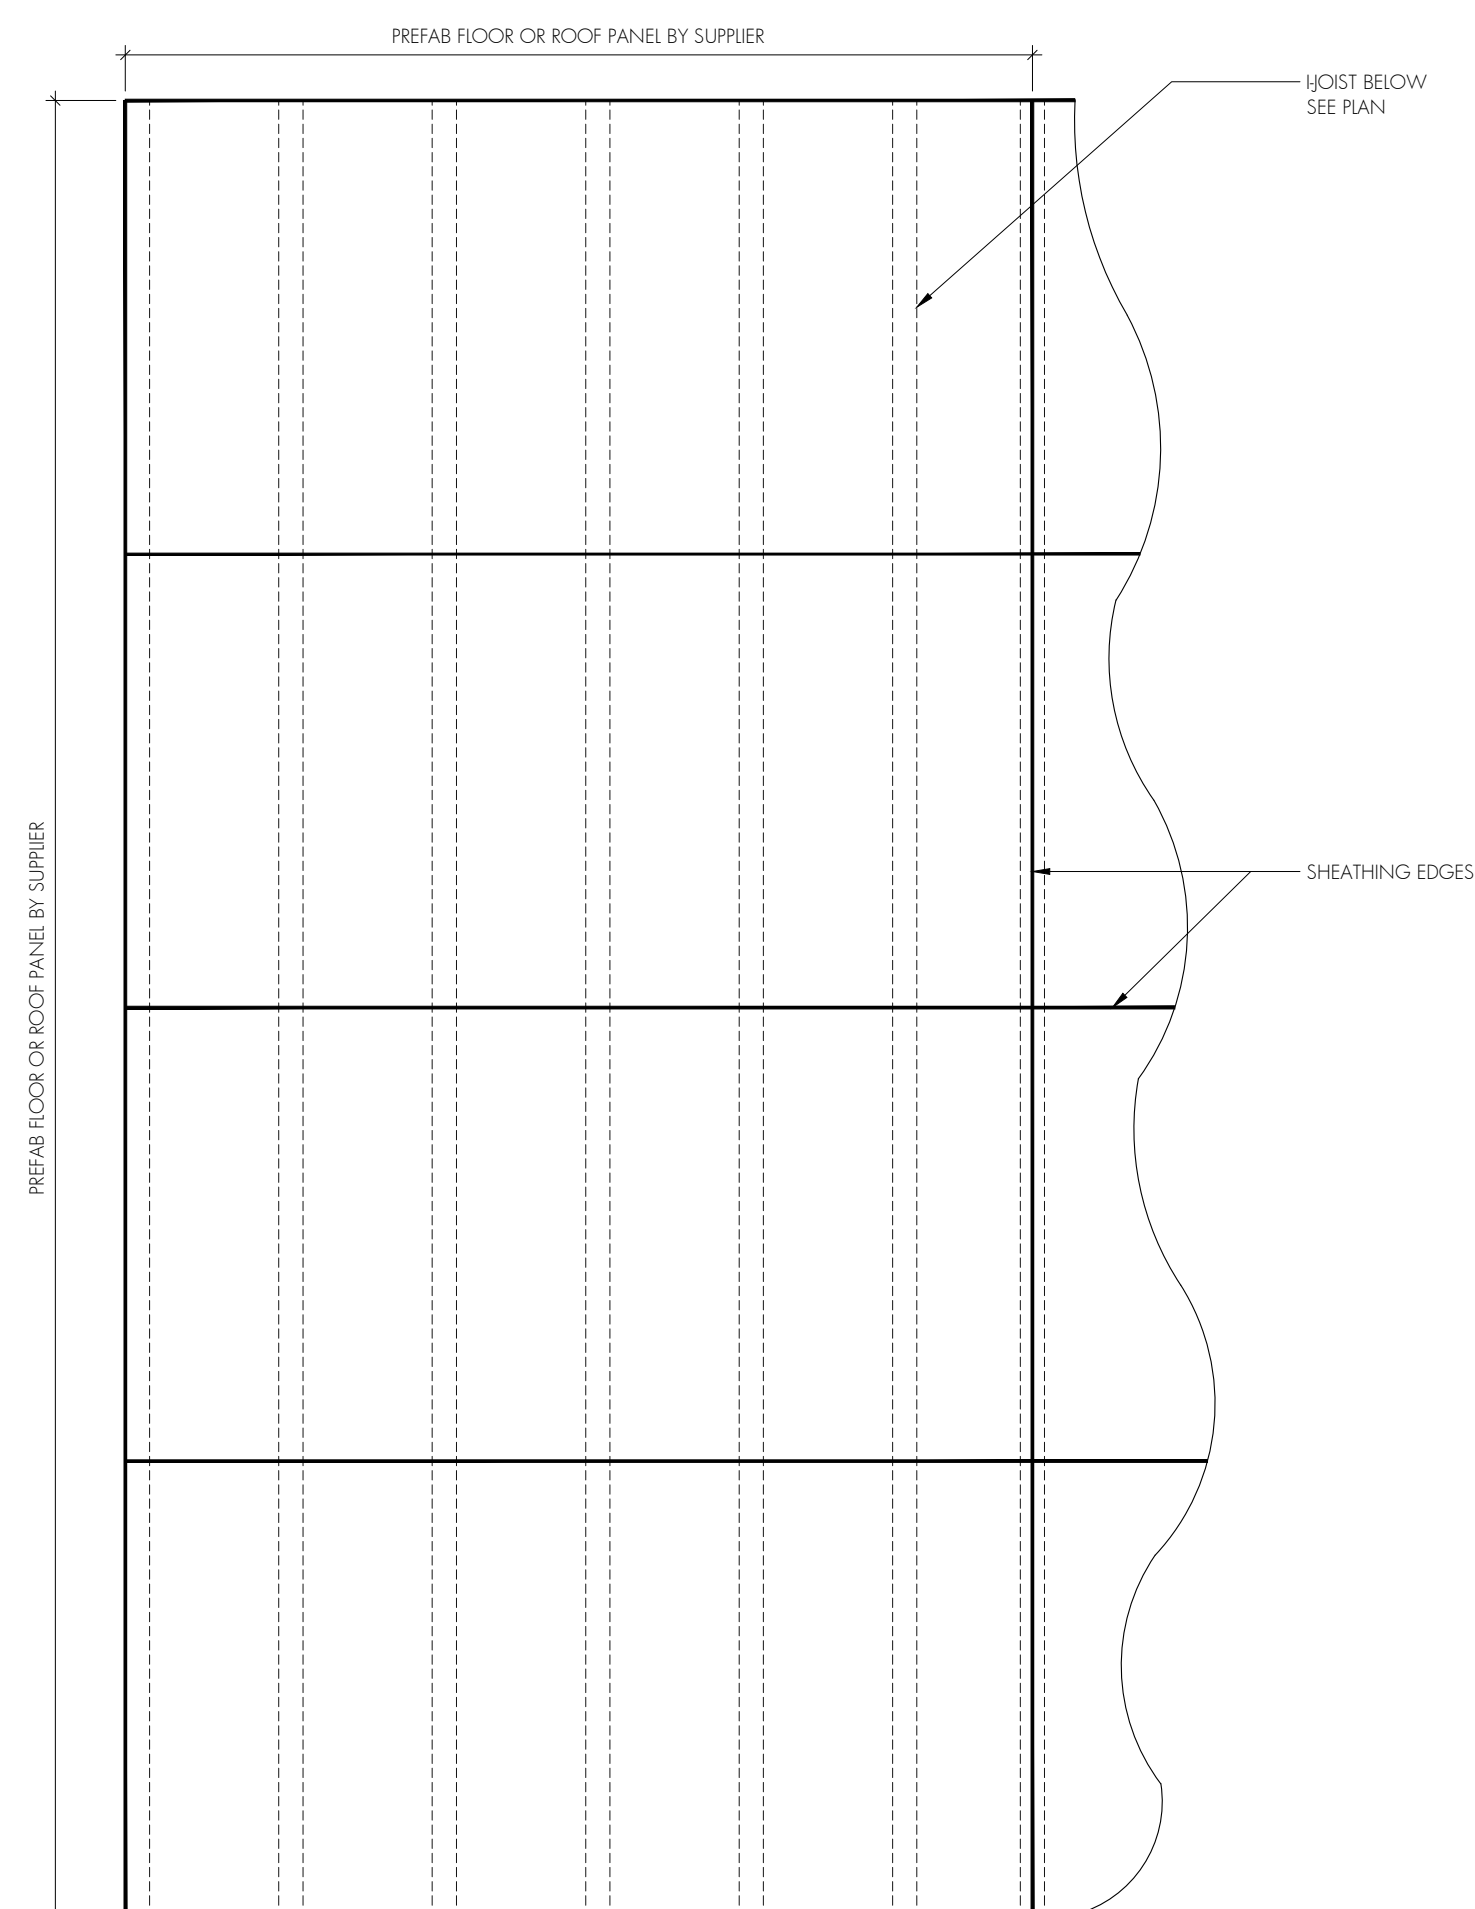 PREFAB FLOOR OR ROOF PANEL BY SUPPLIER
I-JOIST BELOW
SEE PLAN
SHEATHING EDGES
PREFAB FLOOR OR ROOF PANEL BY SUPPLIER